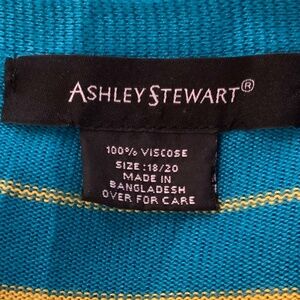 ASHLEY STEWART®
100% VISCOSE
SIZE:18/20
MADE IN
BANGLADESH
OVER FOR CARE